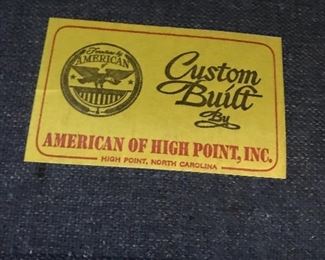 Furniture by
AMERICAN
Custom
Built
By
AMERICAN OF HIGH POINT, INC.
HIGH POINT, NORTH CAROLINA